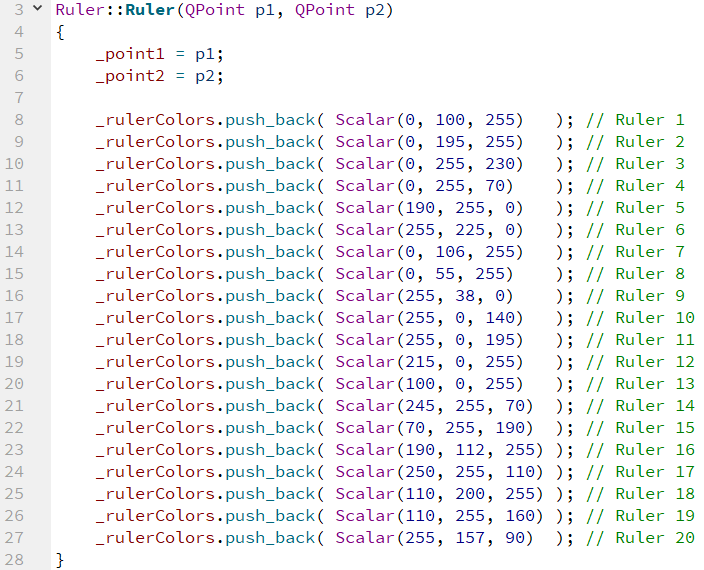 3 Ruler::Ruler(QPoint p1, QPoint p2)
4 {
5     _point1 = p1;
6     _point2 = p2;
7
8     _rulerColors.push_back( Scalar(0, 100, 255)   ); // Ruler 1
9     _rulerColors.push_back( Scalar(0, 195, 255)   ); // Ruler 2
10     _rulerColors.push_back( Scalar(0, 255, 230)   ); // Ruler 3
11     _rulerColors.push_back( Scalar(0, 255, 70)    ); // Ruler 4
12     _rulerColors.push_back( Scalar(190, 255, 0)   ); // Ruler 5
13     _rulerColors.push_back( Scalar(255, 225, 0)   ); // Ruler 6
14     _rulerColors.push_back( Scalar(0, 106, 255)   ); // Ruler 7
15     _rulerColors.push_back( Scalar(0, 55, 255)    ); // Ruler 8
16     _rulerColors.push_back( Scalar(255, 38, 0)    ); // Ruler 9
17     _rulerColors.push_back( Scalar(255, 0, 140)   ); // Ruler 10
18     _rulerColors.push_back( Scalar(255, 0, 195)   ); // Ruler 11
19     _rulerColors.push_back( Scalar(215, 0, 255)   ); // Ruler 12
20     _rulerColors.push_back( Scalar(100, 0, 255)   ); // Ruler 13
21     _rulerColors.push_back( Scalar(245, 255, 70)  ); // Ruler 14
22     _rulerColors.push_back( Scalar(70, 255, 190)  ); // Ruler 15
23     _rulerColors.push_back( Scalar(190, 112, 255) ); // Ruler 16
24     _rulerColors.push_back( Scalar(250, 255, 110) ); // Ruler 17
25     _rulerColors.push_back( Scalar(110, 200, 255) ); // Ruler 18
26     _rulerColors.push_back( Scalar(110, 255, 160) ); // Ruler 19
27     _rulerColors.push_back( Scalar(255, 157, 90)  ); // Ruler 20
28 }